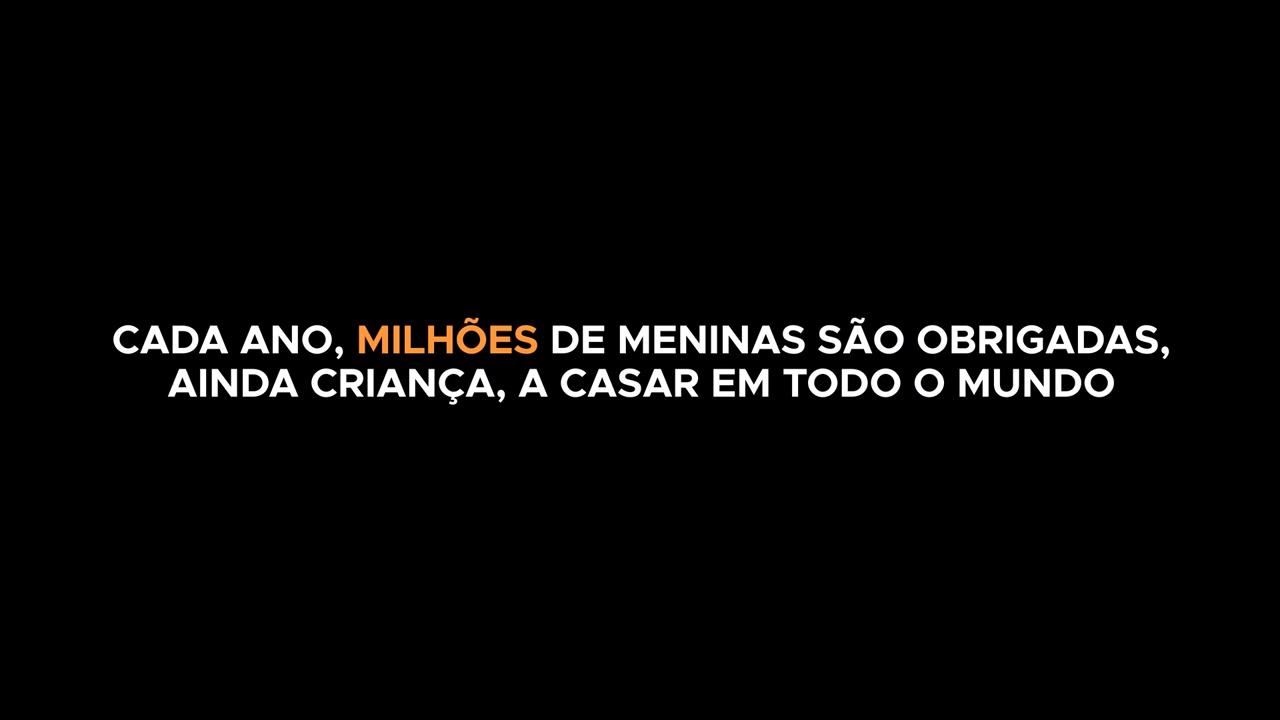 CADA ANO, MILHÕES DE MENINAS SÃO OBRIGADAS,
AINDA CRIANÇA, A CASAR EM TODO O MUNDO